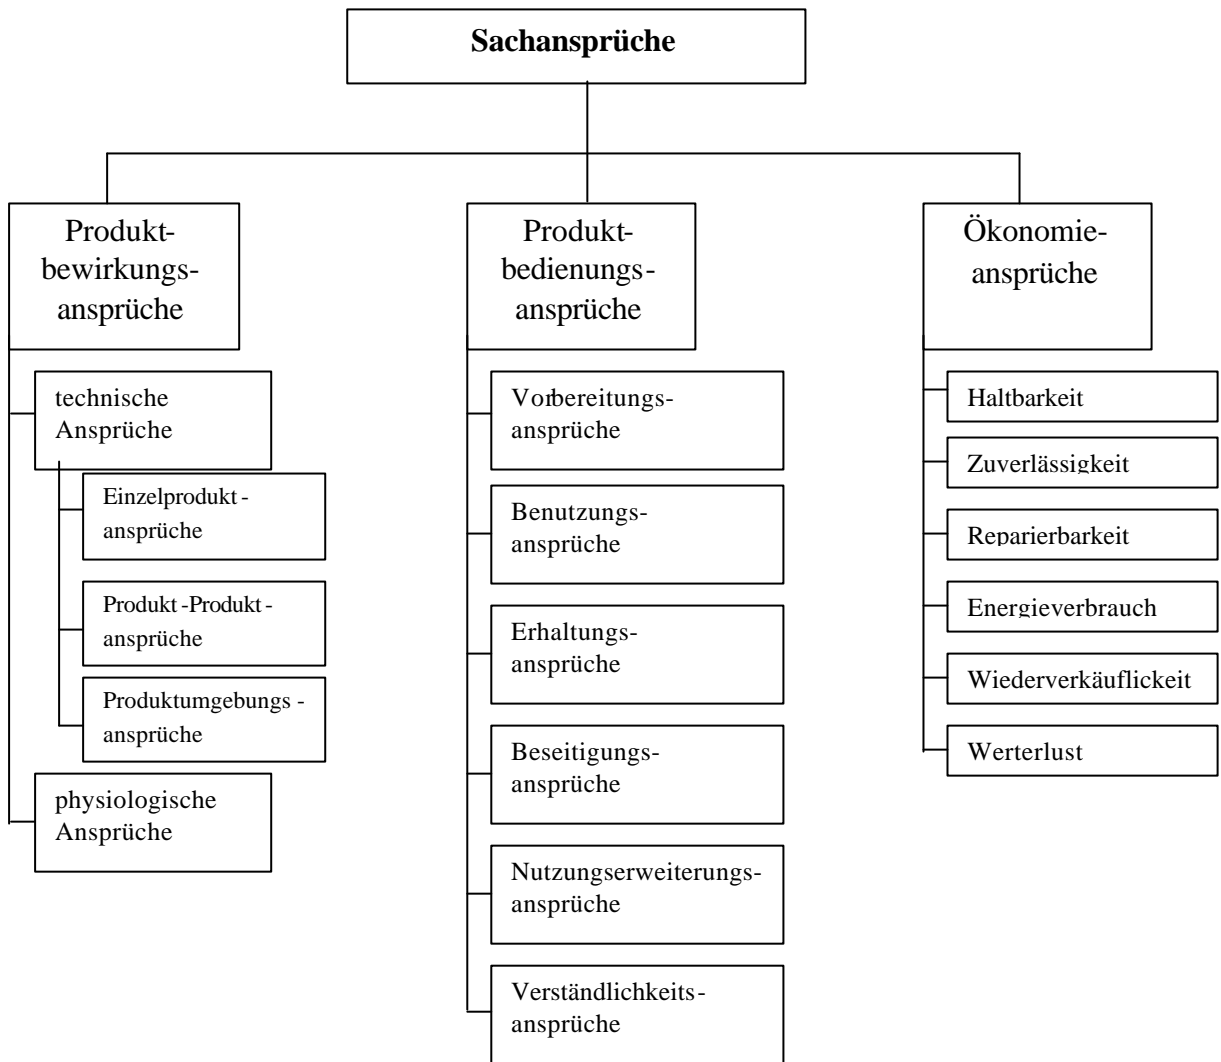 Sachansprüche
Produkt-
bewirkungs-
ansprüche
technische
Ansprüche
Einzelprodukt-
ansprüche
Produkt-Produkt-
ansprüche
Produktumgebungs-
ansprüche
physiologische
Ansprüche
Produkt-
bedienungs-
ansprüche
Vorbereitungs-
ansprüche
Benutzungs-
ansprüche
Erhaltungs-
ansprüche
Beseitigungs-
ansprüche
Nutzungserweiterungs-
ansprüche
Verständlichkeits-
ansprüche
Ökonomie-
ansprüche
Haltbarkeit
Zuverlässigkeit
Reparierbarkeit
Energieverbrauch
Wiederverkäuflickeit
Werterlust